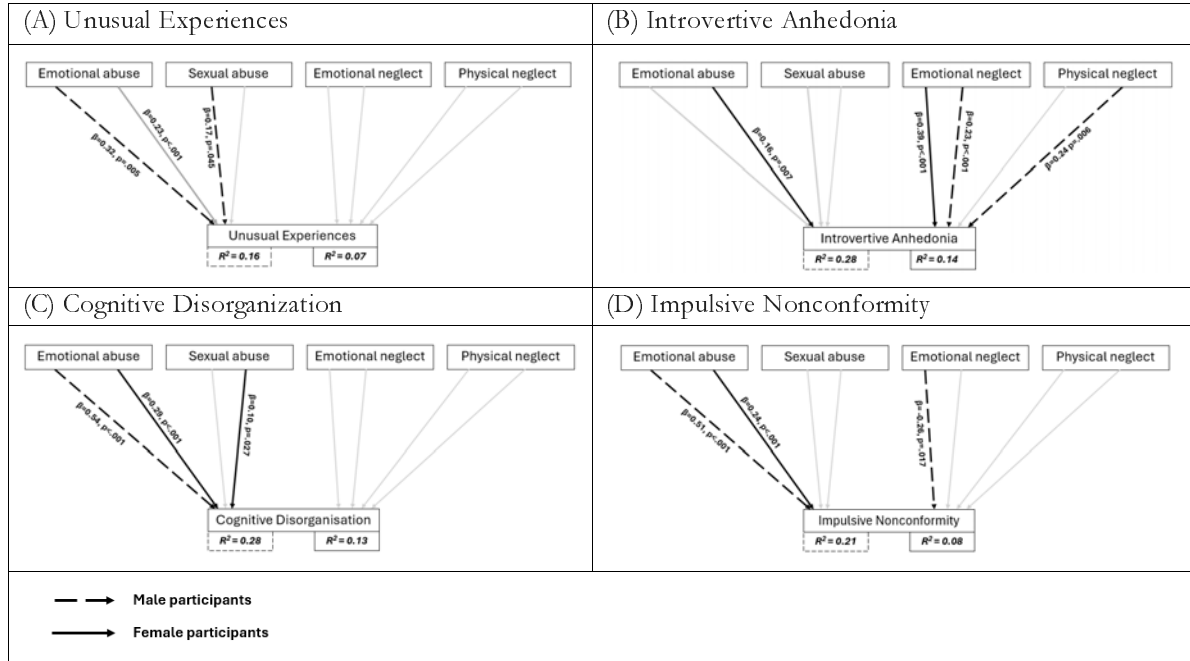 (A) Unusual Experiences
Emotional abuse
Sexual abuse
Emotional neglect
Physical neglect
β=0.32, p=.005
β=0.23, p<.001
β=0.17, p=.045
Unusual Experiences
R² = 0.16
R² = 0.07
(B) Introvertive Anhedonia
Emotional abuse
Sexual abuse
Emotional neglect
Physical neglect
β=0.16, p=.007
β=0.39, p<.001
β=0.23, p<.001
β=0.24 p=.006
Introvertive Anhedonia
R² = 0.28
R² = 0.14
(C) Cognitive Disorganization
Emotional abuse
Sexual abuse
Emotional neglect
Physical neglect
β=0.54, p<.001
β=0.29, p<.001
β=0.10, p=.027
Cognitive Disorganisation
R² = 0.28
R² = 0.13
(D) Impulsive Nonconformity
Emotional abuse
Sexual abuse
Emotional neglect
Physical neglect
β=0.51, p<.001
β=0.24, p<.001
β= -0.26, p=.017
Impulsive Nonconformity
R² = 0.21
R² = 0.08
Male participants
Female participants